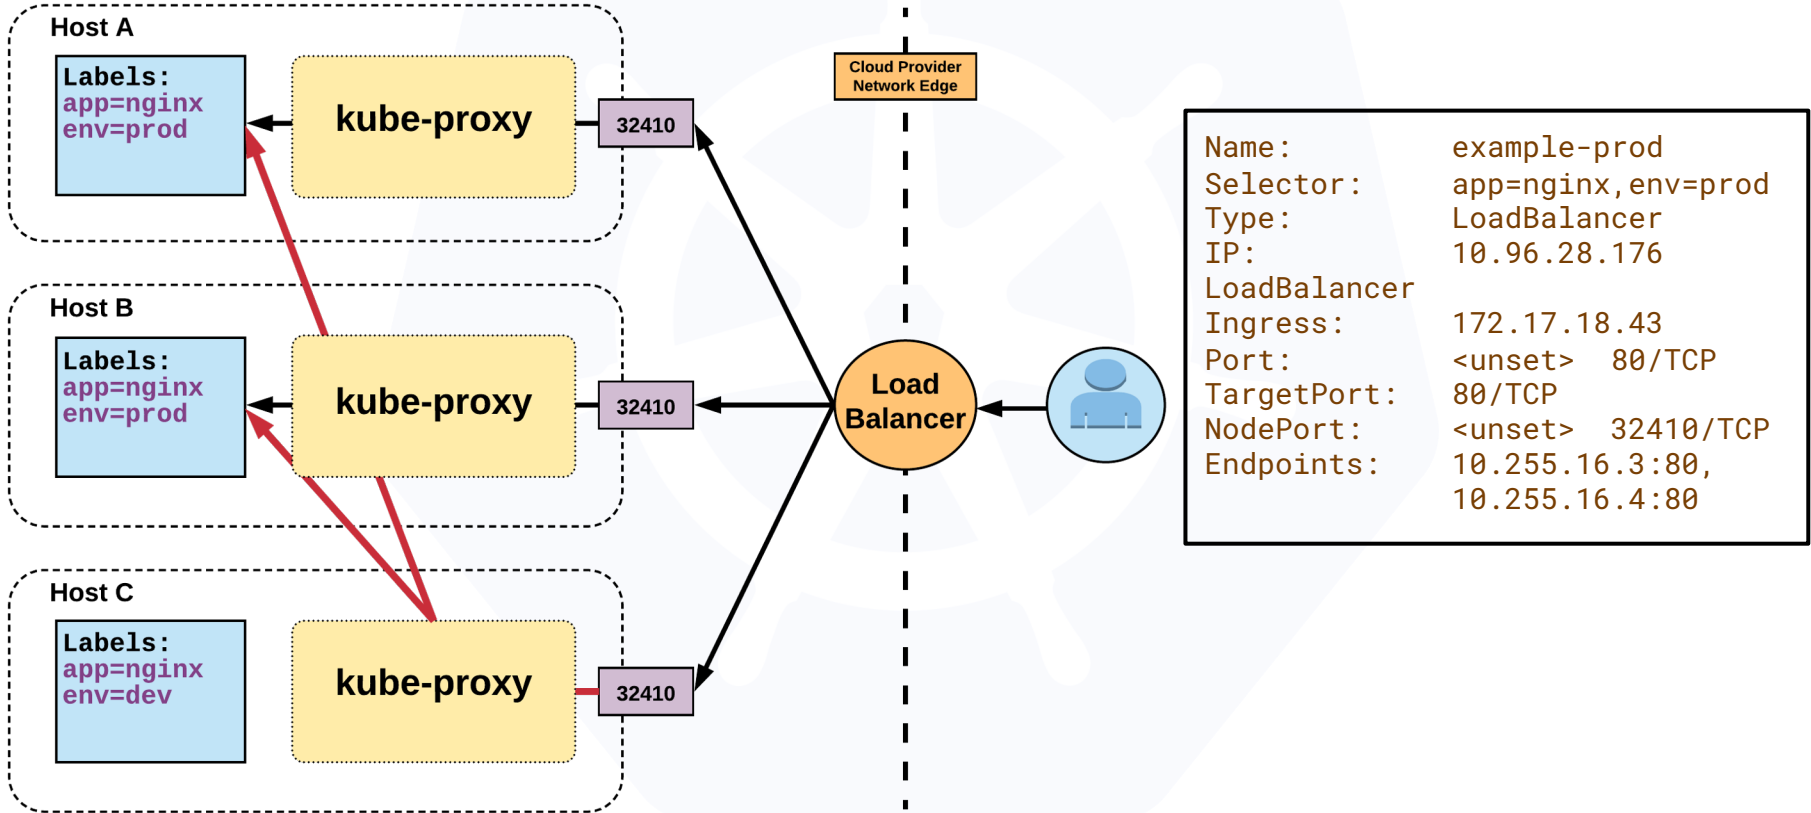 Host A
Labels:
app=nginx
env=prod
kube-proxy
32410
Host B
Labels:
app=nginx
env=prod
kube-proxy
32410
Host C
Labels:
app=nginx
env=dev
kube-proxy
32410
Cloud Provider
Network Edge
Load
Balancer
Name: example-prod
Selector: app=nginx,env=prod
Type: LoadBalancer
IP: 10.96.28.176
LoadBalancer
Ingress: 172.17.18.43
Port: <unset> 80/TCP
TargetPort: 80/TCP
NodePort: <unset> 32410/TCP
Endpoints: 10.255.16.3:80,
10.255.16.4:80